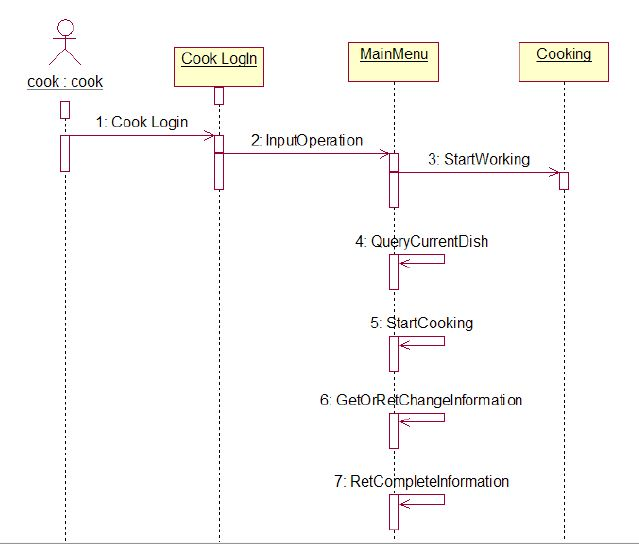 cook : cook
Cook LogIn
MainMenu
Cooking
1: Cook Login
2: InputOperation
3: StartWorking
4: QueryCurrentDish
5: StartCooking
6: GetOrRetChangeInformation
7: RetCompleteInformation